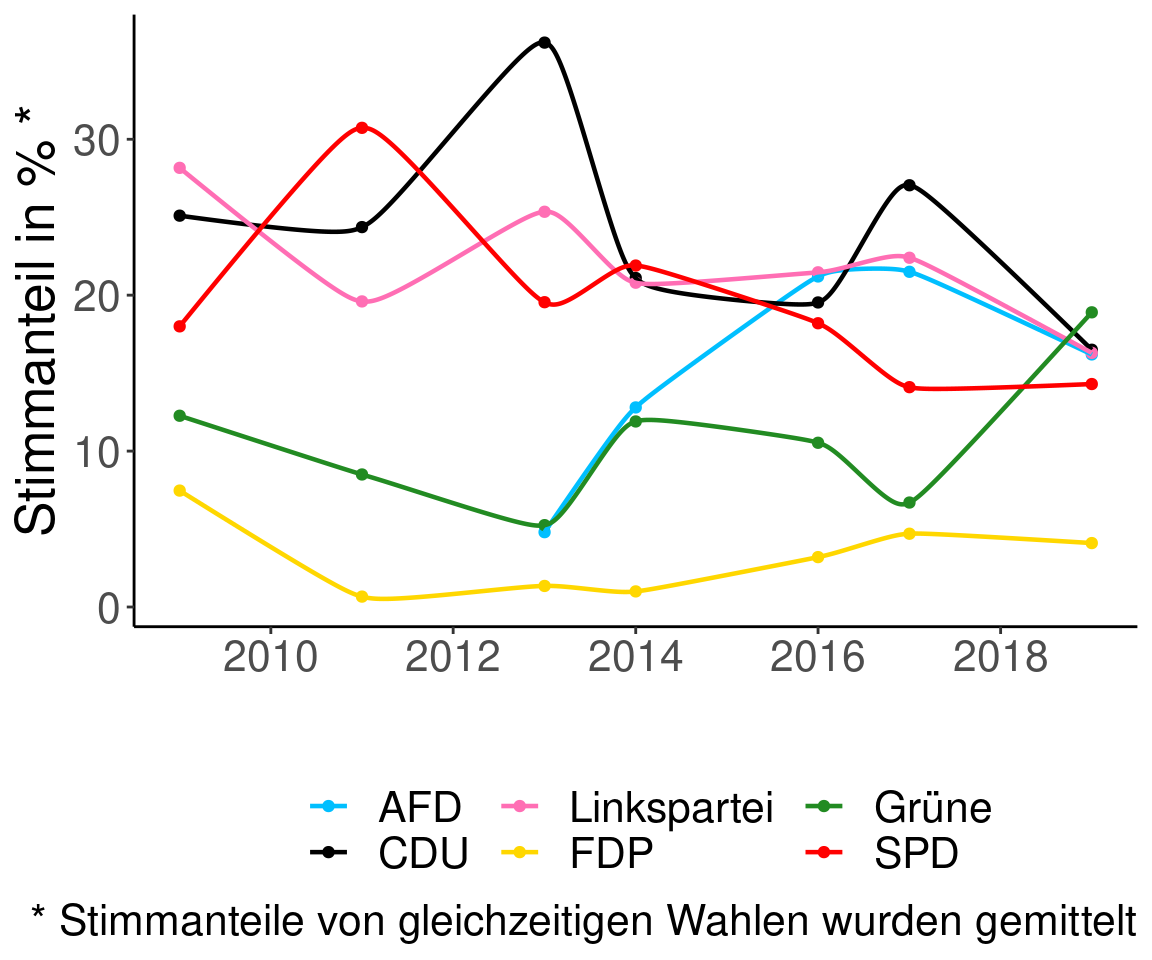 Stimmanteil in % *
30
20
10
0
2010 2012 2014 2016 2018
AFD Linkspartei Grüne
CDU FDP SPD
* Stimmanteile von gleichzeitigen Wahlen wurden gemittelt